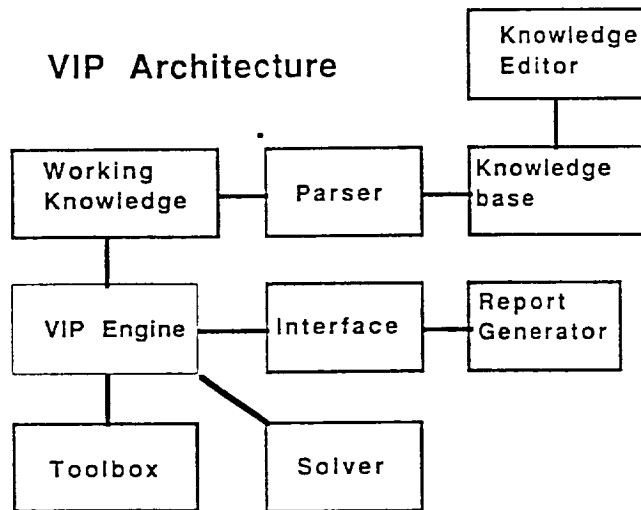 Knowledge
Editor
VIP Architecture
Working
Knowledge
Parser
Knowledge
base
VIP Engine
Interface
Report
Generator
Toolbox
Solver